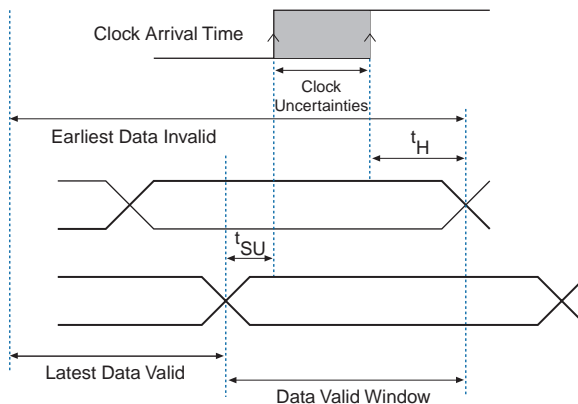 Clock Arrival Time
Clock
Uncertainties
Earliest Data Invalid
tH
tSU
Latest Data Valid
Data Valid Window